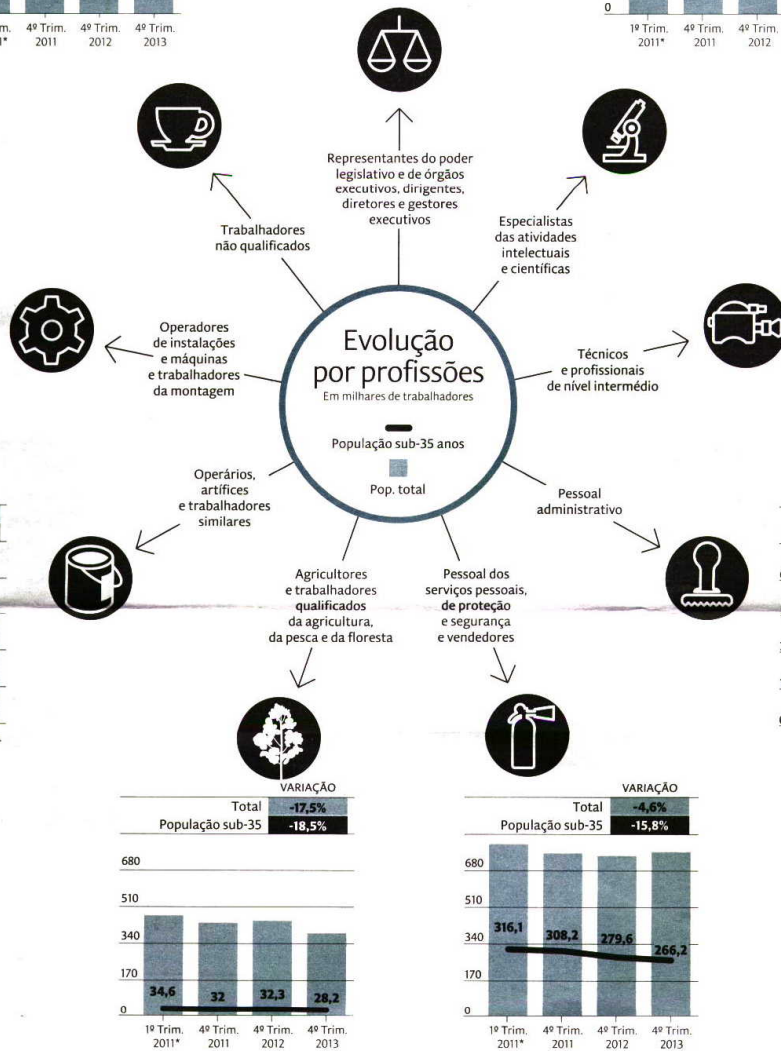 4º Trim. 4º Trim. 4º Trim.
2011 2012 2013
0
1º Trim. 4º Trim. 4º Trim.
2011* 2011 2012
Representantes do poder
legislativo e de órgãos
executivos, dirigentes,
diretores e gestores
executivos
Trabalhadores
não qualificados
Especialistas
das atividades
intelectuais
e científicas
Operadores
de instalações
e máquinas
e trabalhadores
da montagem
Evolução
por profissões
Em milhares de trabalhadores
População sub-35 anos
Pop. total
Técnicos
e profissionais
de nível intermédio
Operários,
artífices
e trabalhadores
similares
Pessoal
administrativo
Agricultores
e trabalhadores
qualificados
da agricultura,
da pesca e da floresta
Pessoal dos
serviços pessoais,
de proteção
e segurança
e vendedores
VARIAÇÃO
Total -17,5%
População sub-35 -18,5%
680
510
340
170
34,6 32 32,3 28,2
0
1º Trim. 4º Trim. 4º Trim. 4º Trim.
2011* 2011 2012 2013
VARIAÇÃO
Total -4,6%
População sub-35 -15,8%
680
510
316,1 308,2 279,6 266,2
340
170
0
1º Trim. 4º Trim. 4º Trim. 4º Trim.
2011* 2011 2012 2013